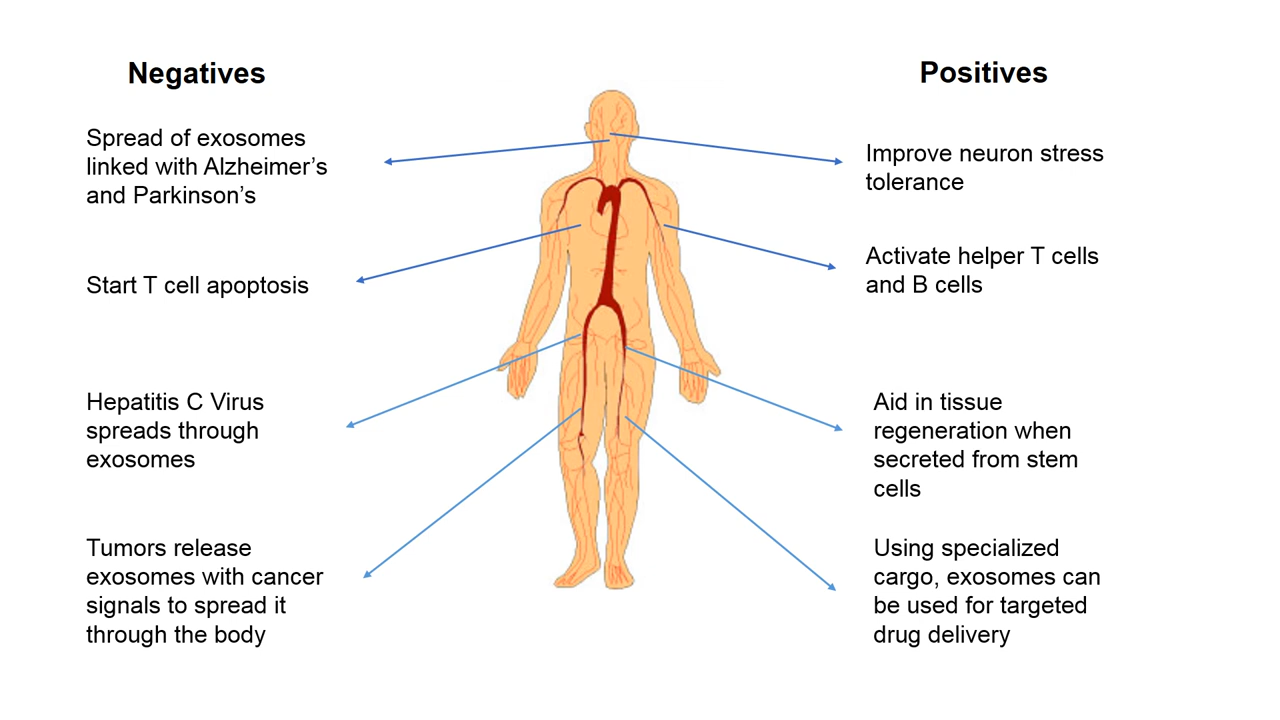 Negatives
Spread of exosomes
linked with Alzheimer’s
and Parkinson’s
Start T cell apoptosis
Hepatitis C Virus
spreads through
exosomes
Tumors release
exosomes with cancer
signals to spread it
through the body
Positives
Improve neuron stress
tolerance
Activate helper T cells
and B cells
Aid in tissue
regeneration when
secreted from stem
cells
Using specialized
cargo, exosomes can
be used for targeted
drug delivery